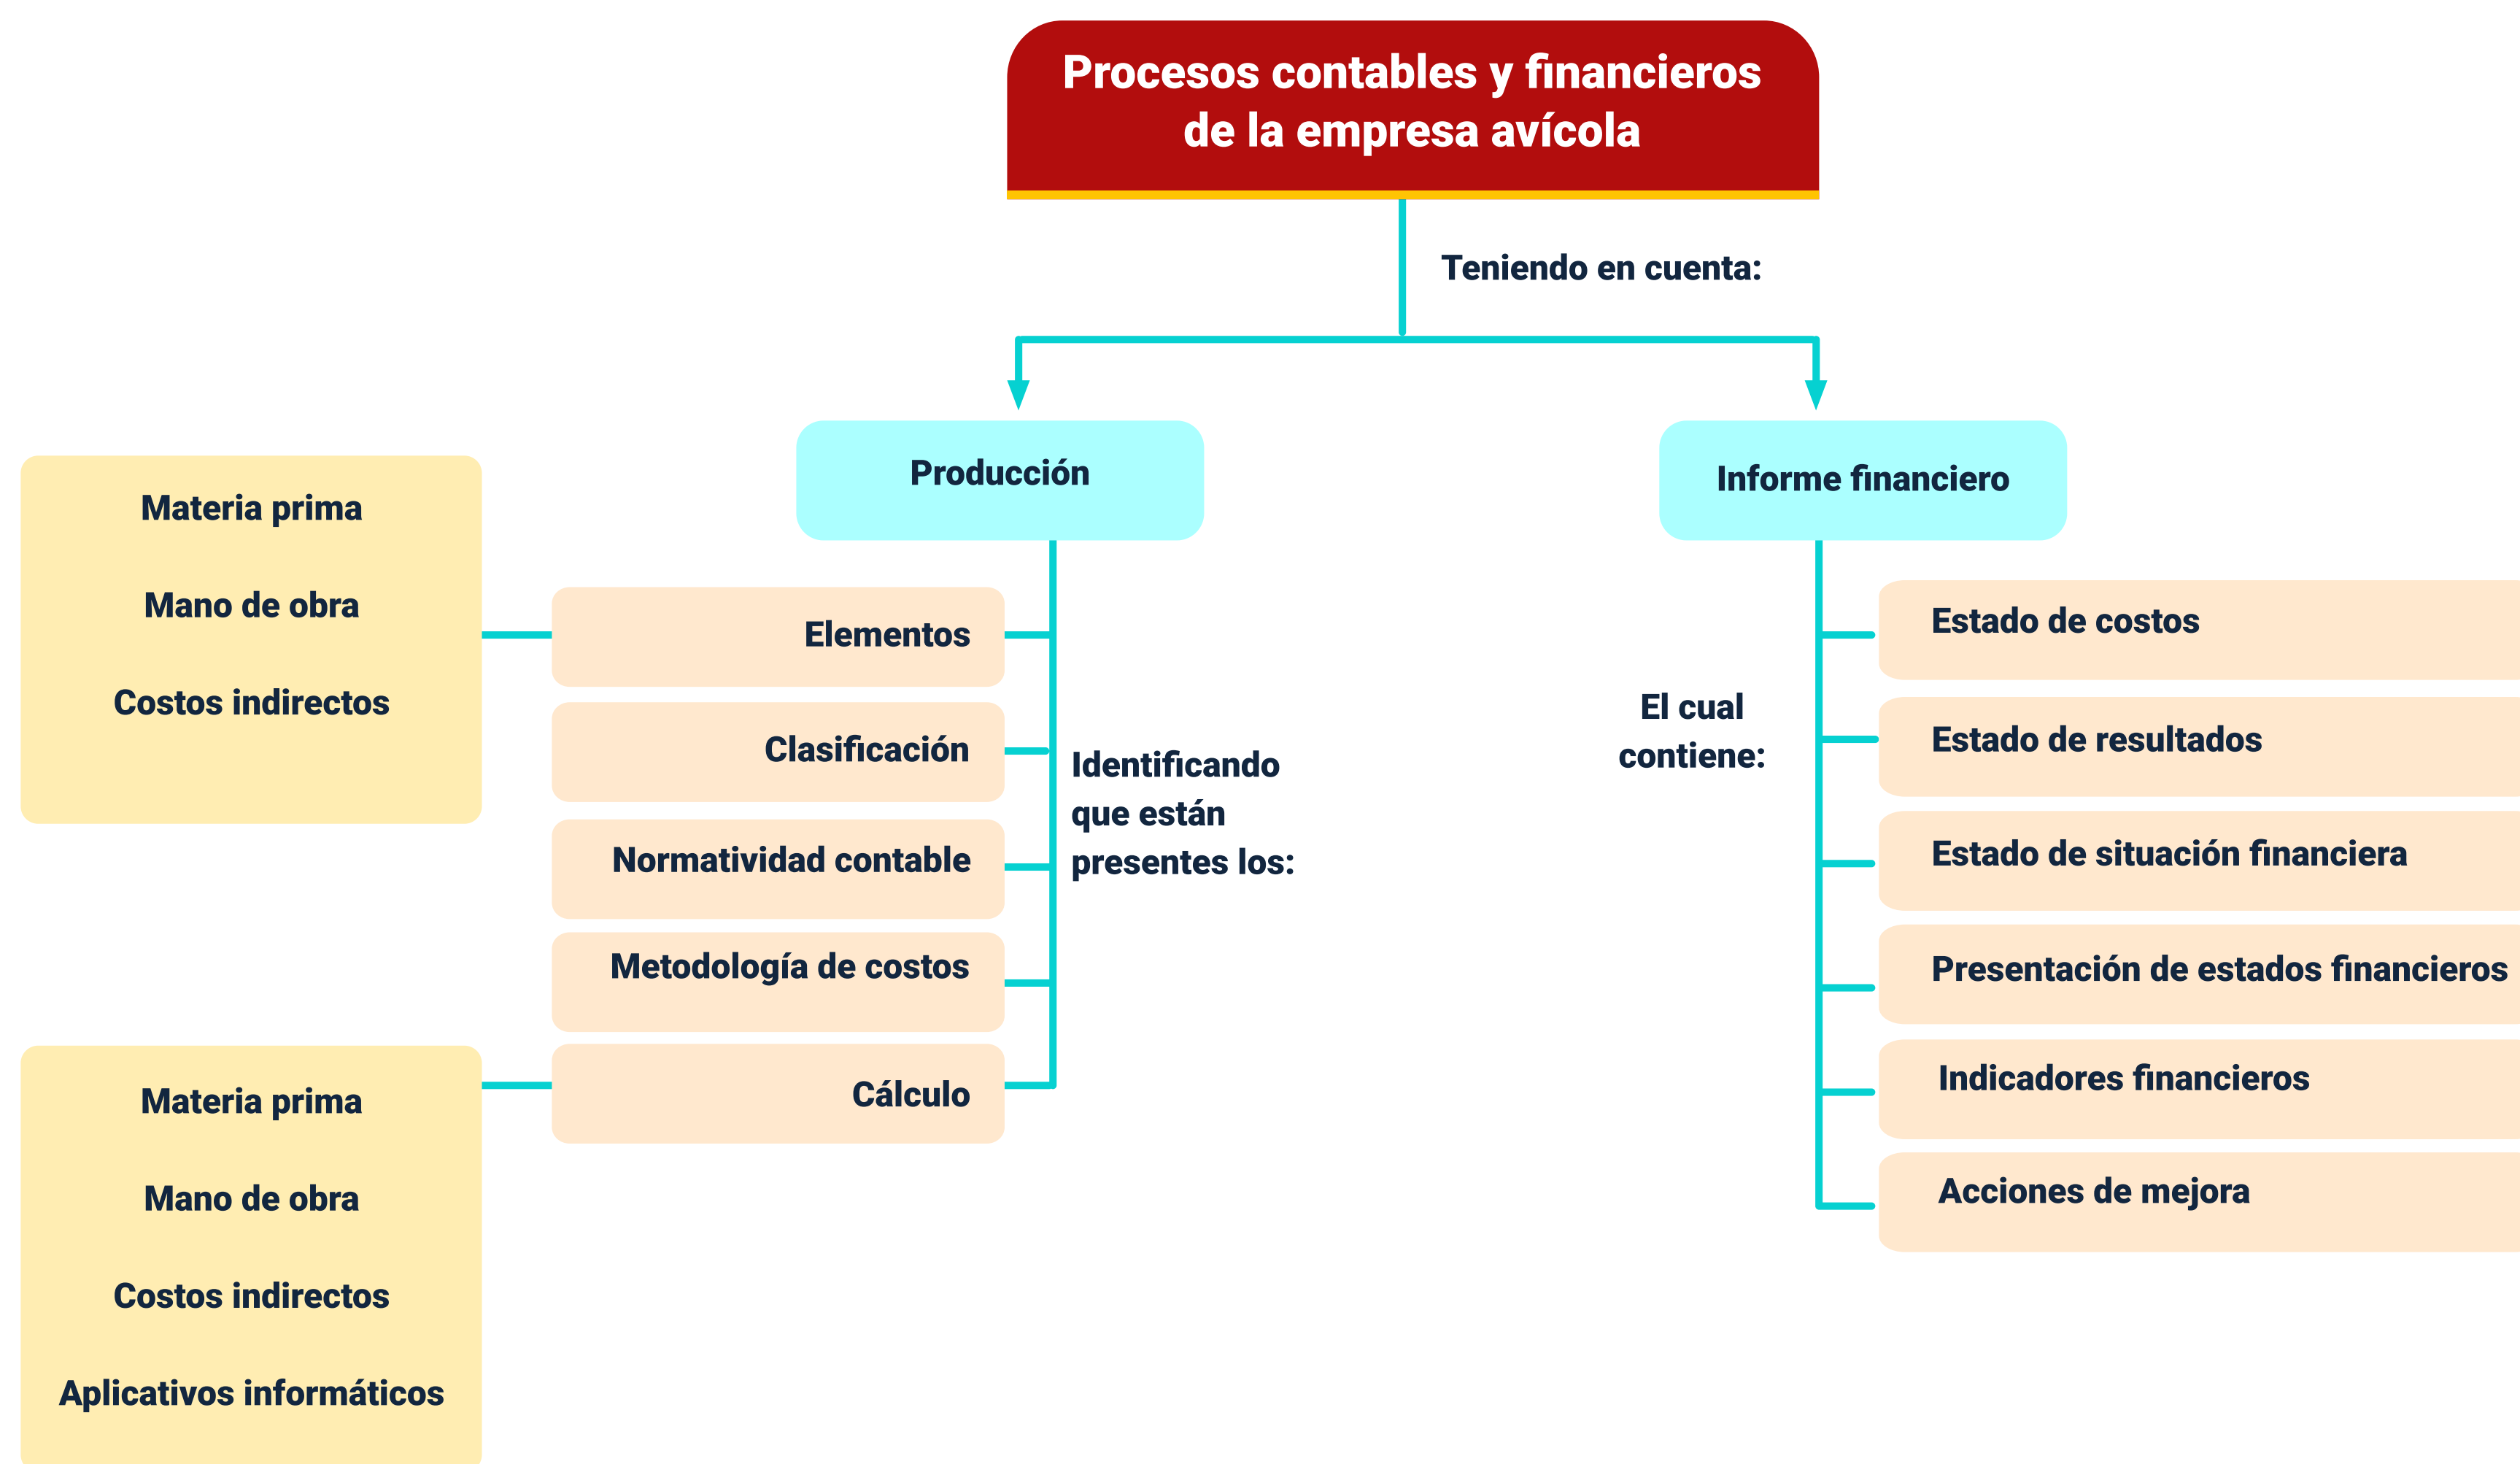 Procesos contables y financieros
de la empresa avícola
Teniendo en cuenta:
Producción
Identificando
que están
presentes los:
Elementos
Materia prima
Mano de obra
Costos indirectos
Clasificación
Normatividad contable
Metodología de costos
Cálculo
Materia prima
Mano de obra
Costos indirectos
Aplicativos informáticos
Informe financiero
El cual
contiene:
Estado de costos
Estado de resultados
Estado de situación financiera
Presentación de estados financieros
Indicadores financieros
Acciones de mejora